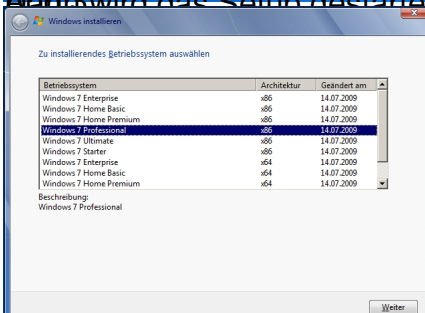 wird das Setup gestarte
Windows installieren
Zu installierendes Betriebssystem auswählen
Betriebssystem Architektur Geändert am
Windows 7 Enterprise x86 14.07.2009
Windows 7 Home Basic x86 14.07.2009
Windows 7 Home Premium x86 14.07.2009
Windows 7 Professional x86 14.07.2009
Windows 7 Ultimate x86 14.07.2009
Windows 7 Starter x86 14.07.2009
Windows 7 Enterprise x64 14.07.2009
Windows 7 Home Basic x64 14.07.2009
Windows 7 Home Premium x64 14.07.2009
Beschreibung:
Windows 7 Professional
Weiter